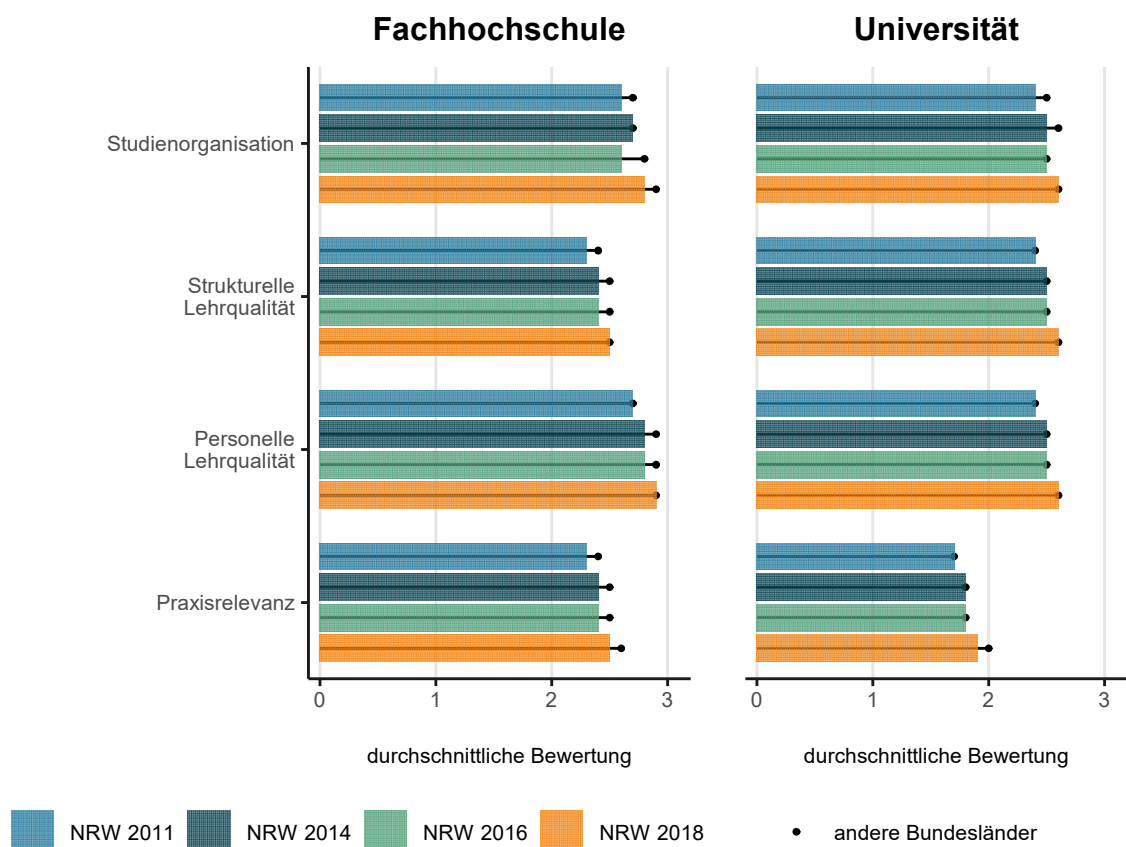 Fachhochschule
Universität
Studienorganisation
Strukturelle
Lehrqualität
Personelle
Lehrqualität
Praxisrelevanz
0 1 2 3
0 1 2 3
durchschnittliche Bewertung
durchschnittliche Bewertung
NRW 2011 NRW 2014 NRW 2016 NRW 2018 andere Bundesländer